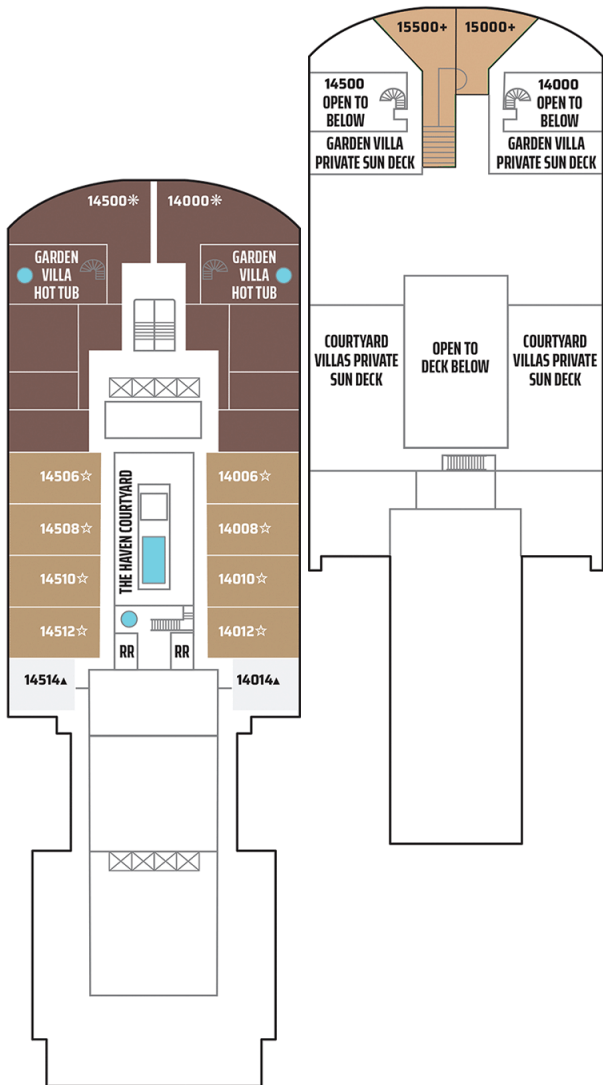 14500✳ 14000✳
GARDEN
VILLA
HOT TUB
GARDEN
VILLA
HOT TUB
14506☆ 14006☆
14508☆ 14008☆
14510☆ 14010☆
14512☆ 14012☆
THE HAVEN COURTYARD
RR RR
14514▲ 14014▲
15500+ 15000+
14500
OPEN TO
BELOW
GARDEN VILLA
PRIVATE SUN DECK
14000
OPEN TO
BELOW
GARDEN VILLA
PRIVATE SUN DECK
COURTYARD
VILLAS PRIVATE
SUN DECK
OPEN TO
DECK BELOW
COURTYARD
VILLAS PRIVATE
SUN DECK